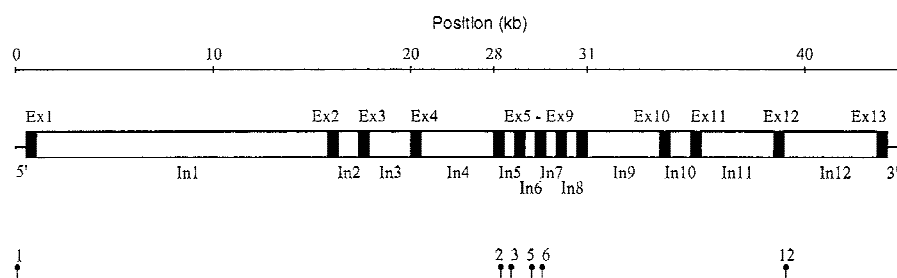 Position (kb)
0 10 20 28 31 40
Ex1 Ex2 Ex3 Ex4 Ex5 - Ex9 Ex10 Ex11 Ex12 Ex13
5' In1 In2 In3 In4 In5 In7 In9 In10 In11 In12 3'
In6 In8
1 2 3 5 6 12